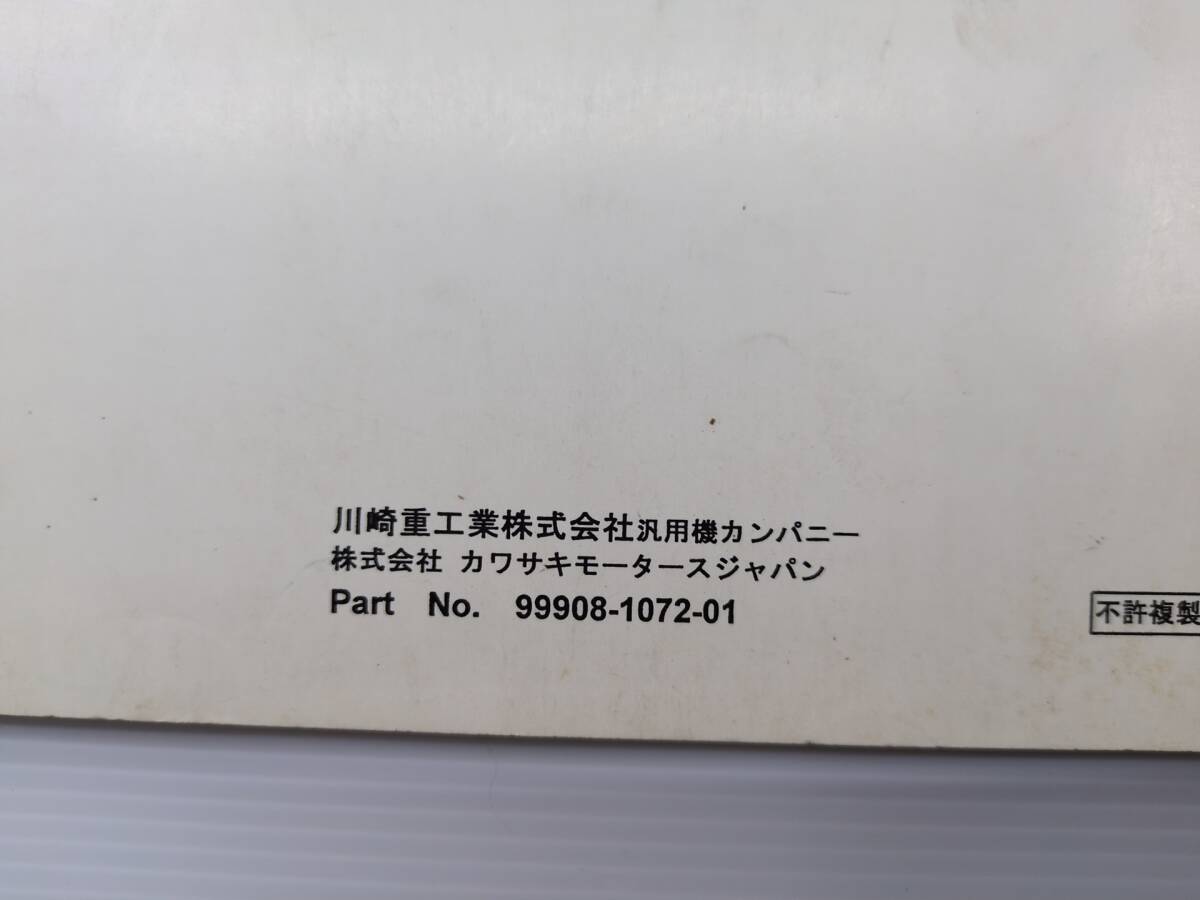 川崎重工業株式会社汎用機カンパニー
株式会社 カワサキモータースジャパン
Part No. 99908-1072-01
不許複製